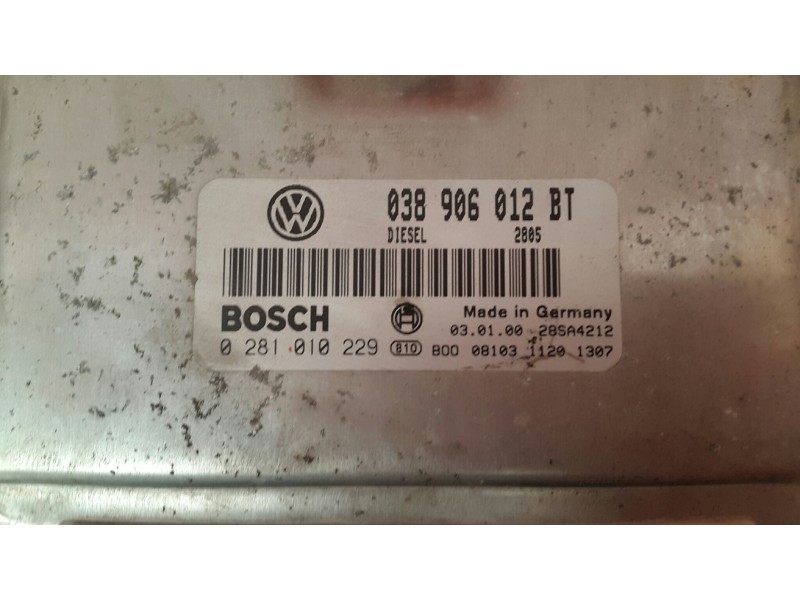 038 906 012 BT
DIESEL 2805
BOSCH
Made in Germany
03.01.00 28SA4212
0 281 010 229 810 B00 08103 1120 1307